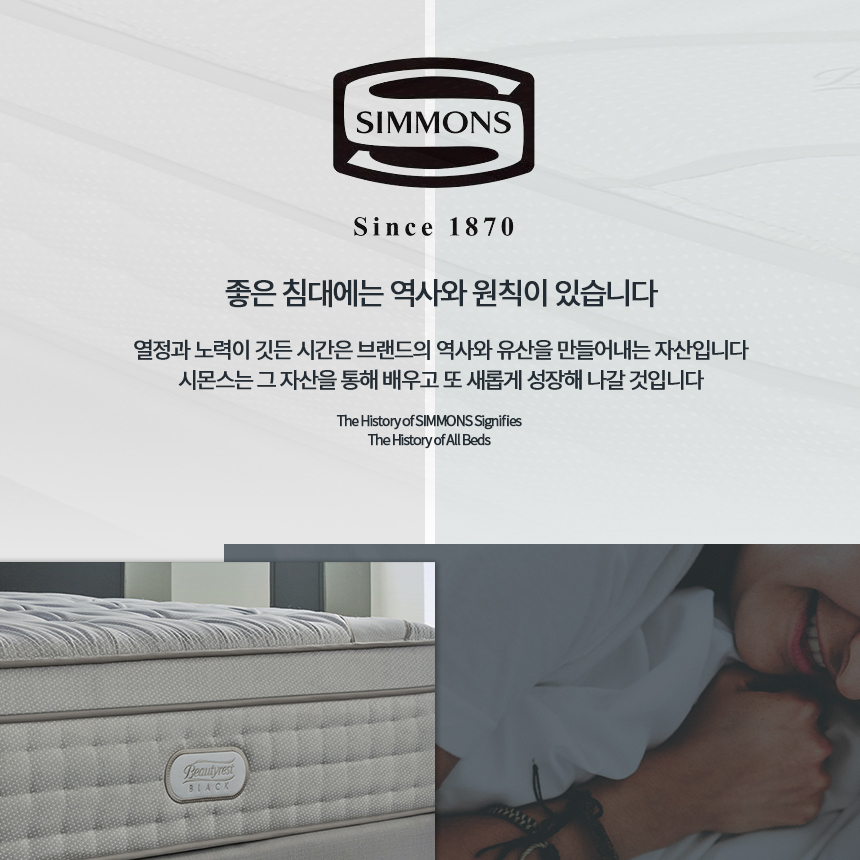 SIMMONS
Since 1870
좋은 침대에는 역사와 원칙이 있습니다
열정과 노력이 깃든 시간은 브랜드의 역사와 유산을 만들어내는 자산입니다
시몬스는 그 자산을 통해 배우고 또 새롭게 성장해 나갈 것입니다
The History of SIMMONS Signifies
The History of All Beds
Beautyrest
BLACK